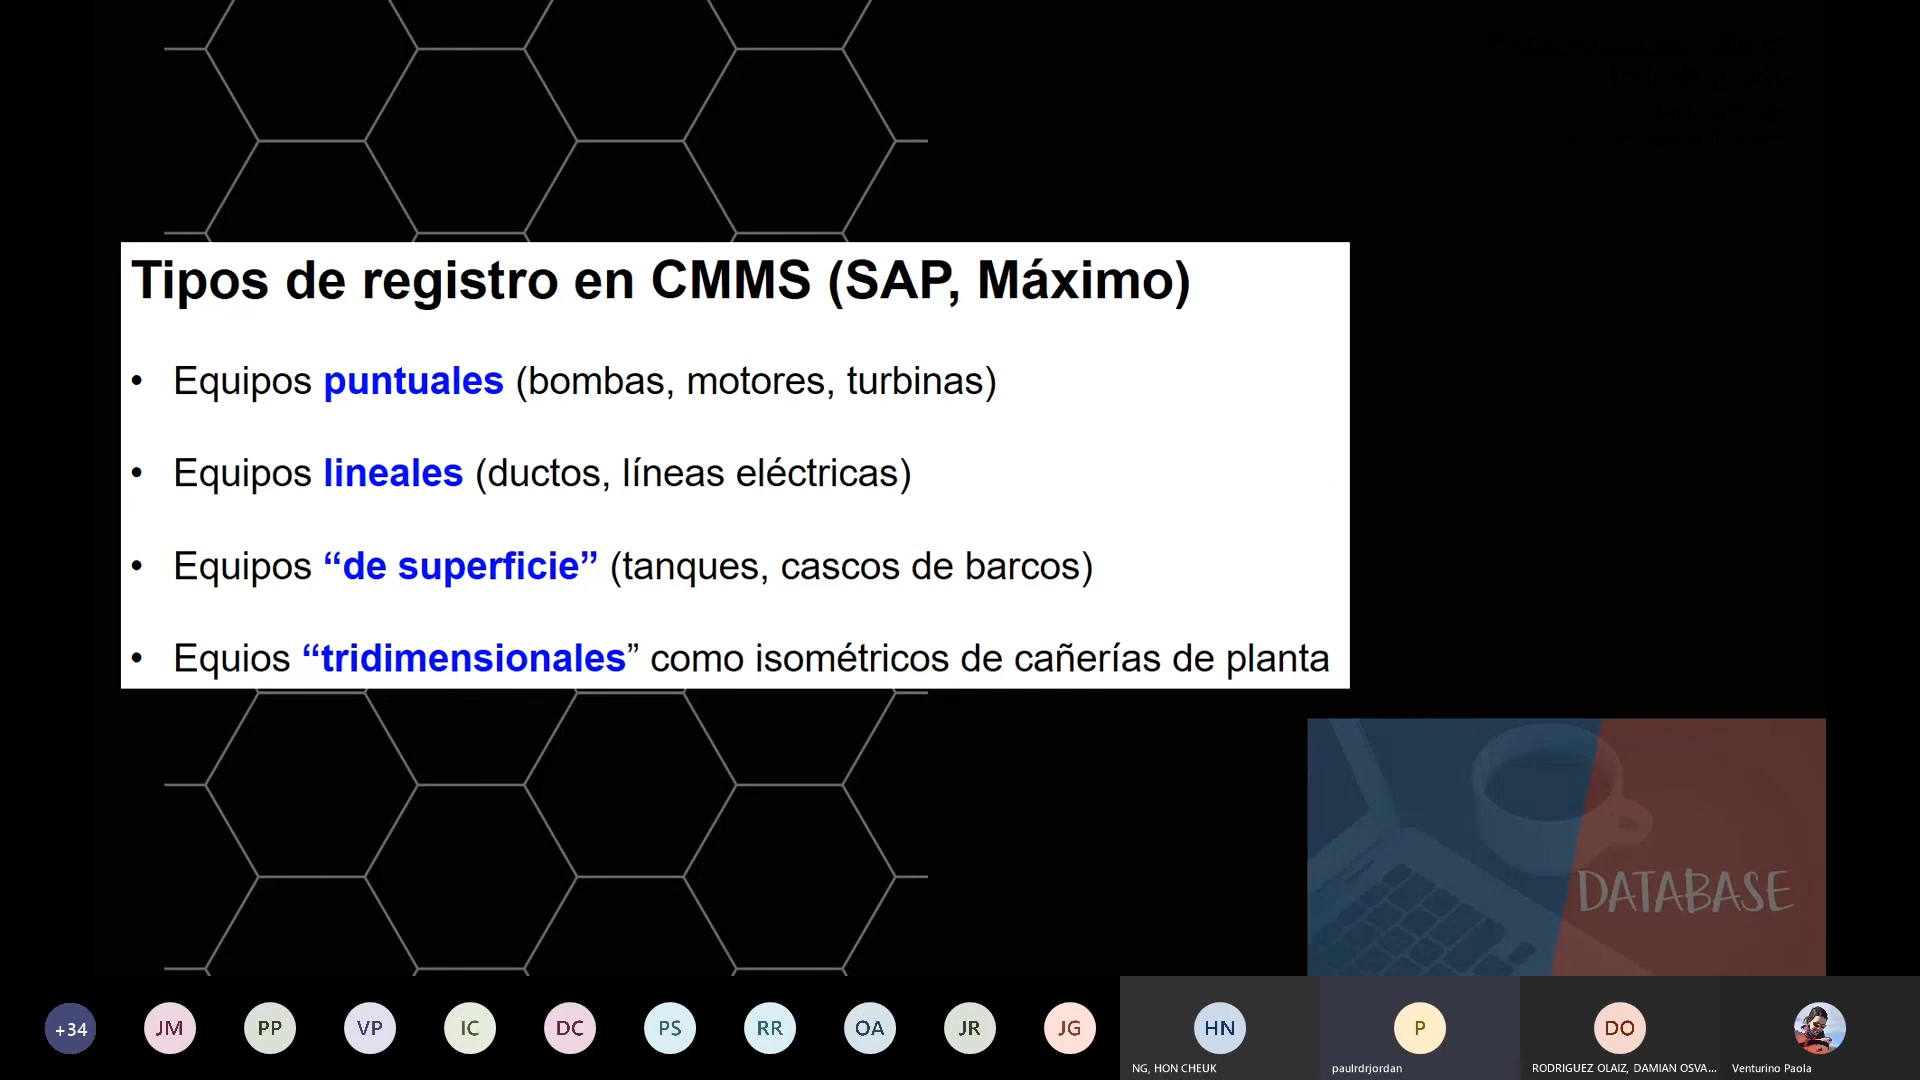 Tipos de registro en CMMS (SAP, Máximo)
• Equipos puntuales (bombas, motores, turbinas)
• Equipos lineales (ductos, líneas eléctricas)
• Equipos “de superficie” (tanques, cascos de barcos)
• Equios “tridimensionales” como isométricos de cañerías de planta
DATABASE
+34 JM PP VP IC DC PS RR OA JR JG HN P DO
NG, HON CHEUK paulrdrjordan RODRIGUEZ OLAIZ, DAMIAN OSVA... Venturino Paola